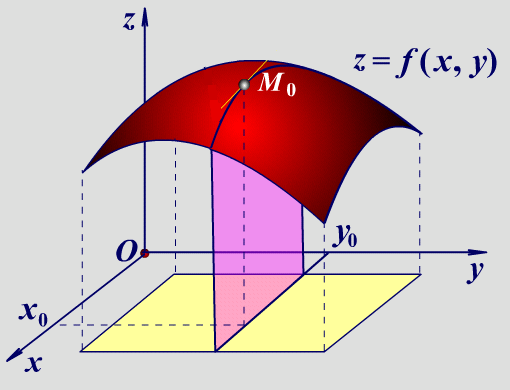 z
z = f (x, y)
M0
y0
O
y
x0
x